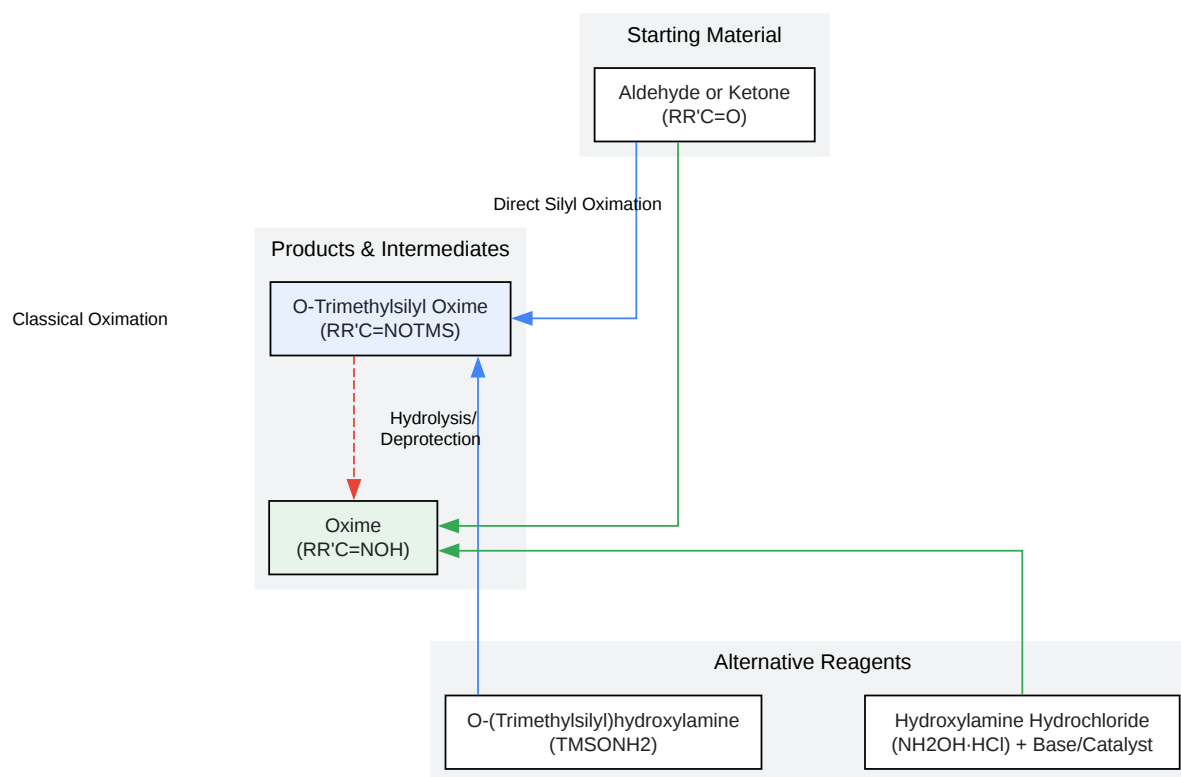 Starting Material
Aldehyde or Ketone
(RR'C=O)
Direct Silyl Oximation
Products & Intermediates
O-Trimethylsilyl Oxime
(RR'C=NOTMS)
Classical Oximation
Hydrolysis/
Deprotection
Oxime
(RR'C=NOH)
Alternative Reagents
O-(Trimethylsilyl)hydroxylamine
(TMSONH2)
Hydroxylamine Hydrochloride
(NH2OH·HCl) + Base/Catalyst